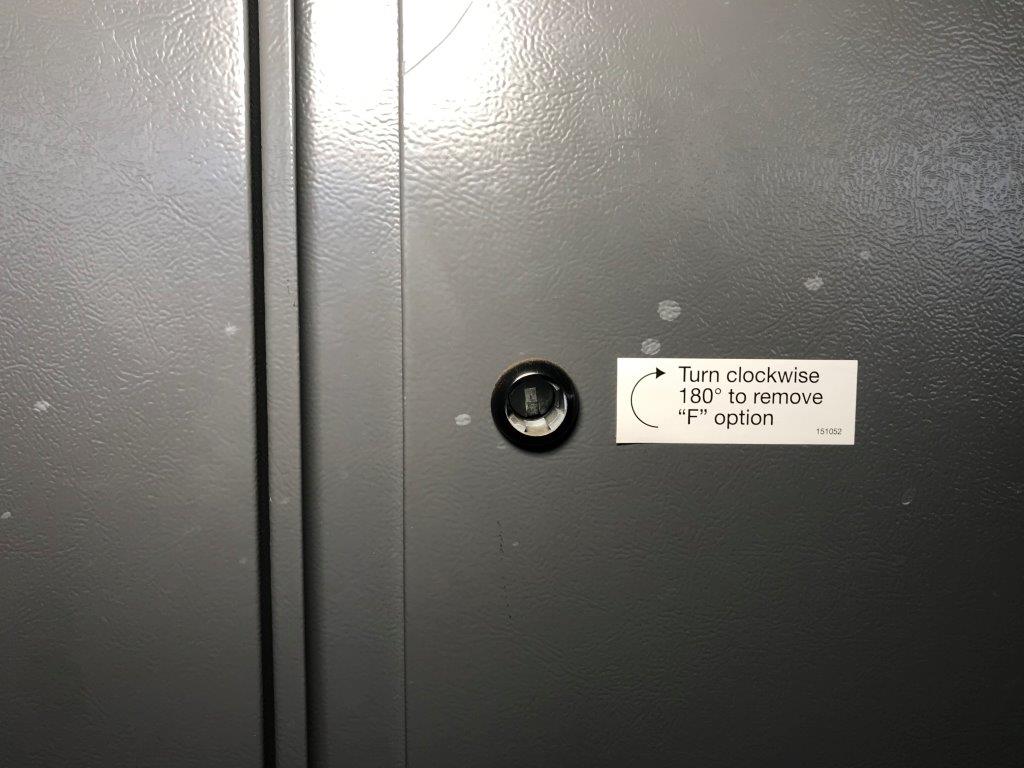 Turn clockwise
180° to remove
“F” option
151052